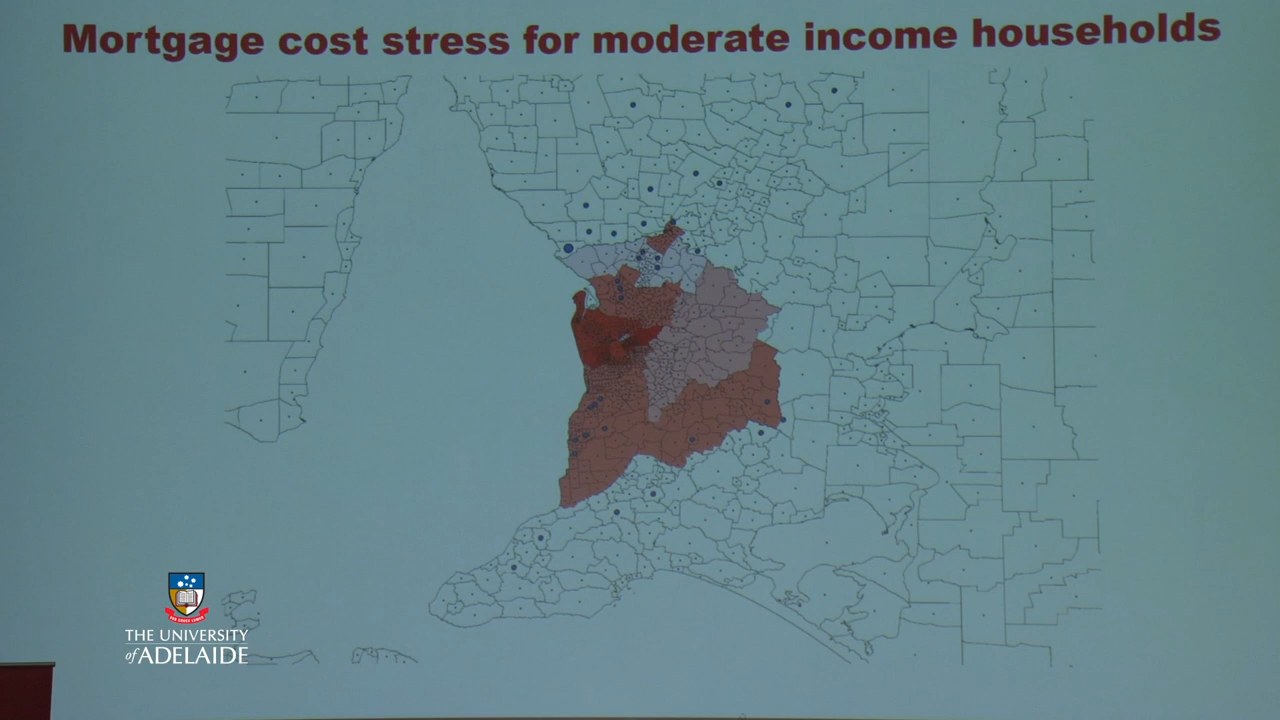 Mortgage cost stress for moderate income households
THE UNIVERSITY
of ADELAIDE